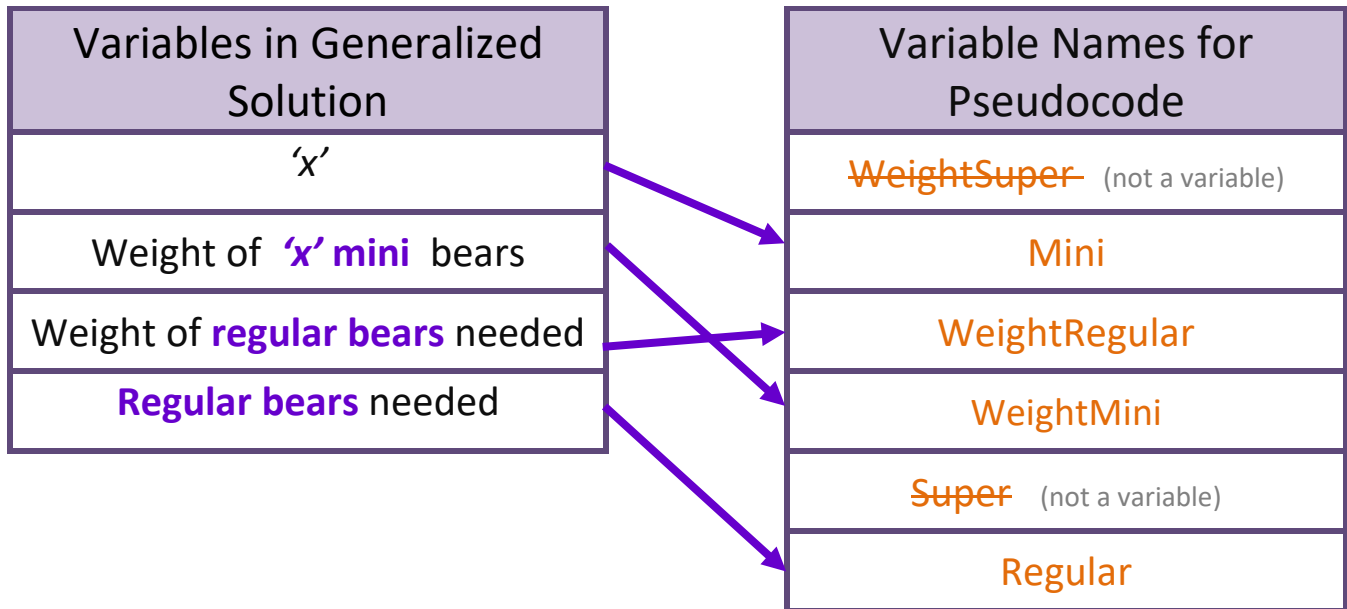 Variables in Generalized
Solution
‘x’
Weight of ‘x’ mini bears
Weight of regular bears needed
Regular bears needed
Variable Names for
Pseudocode
WeightSuper (not a variable)
Mini
WeightRegular
WeightMini
Super (not a variable)
Regular